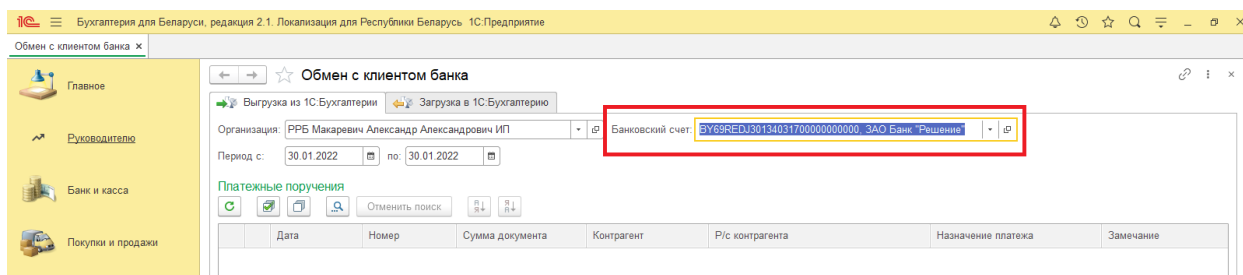 1С Бухгалтерия для Беларуси, редакция 2.1. Локализация для Республики Беларусь 1С:Предприятие
Обмен с клиентом банка ×
Главное
Руководителю
Банк и касса
Покупки и продажи
Обмен с клиентом банка
Выгрузка из 1С:Бухгалтерии Загрузка в 1С:Бухгалтерию
Организация: РРБ Макаревич Александр Александрович ИП Банковский счет: BY69REDJ30134031700000000000, ЗАО Банк "Решение"
Период с: 30.01.2022 по: 30.01.2022
Платежные поручения
Отменить поиск
Дата Номер Сумма документа Контрагент Р/с контрагента Назначение платежа Замечание